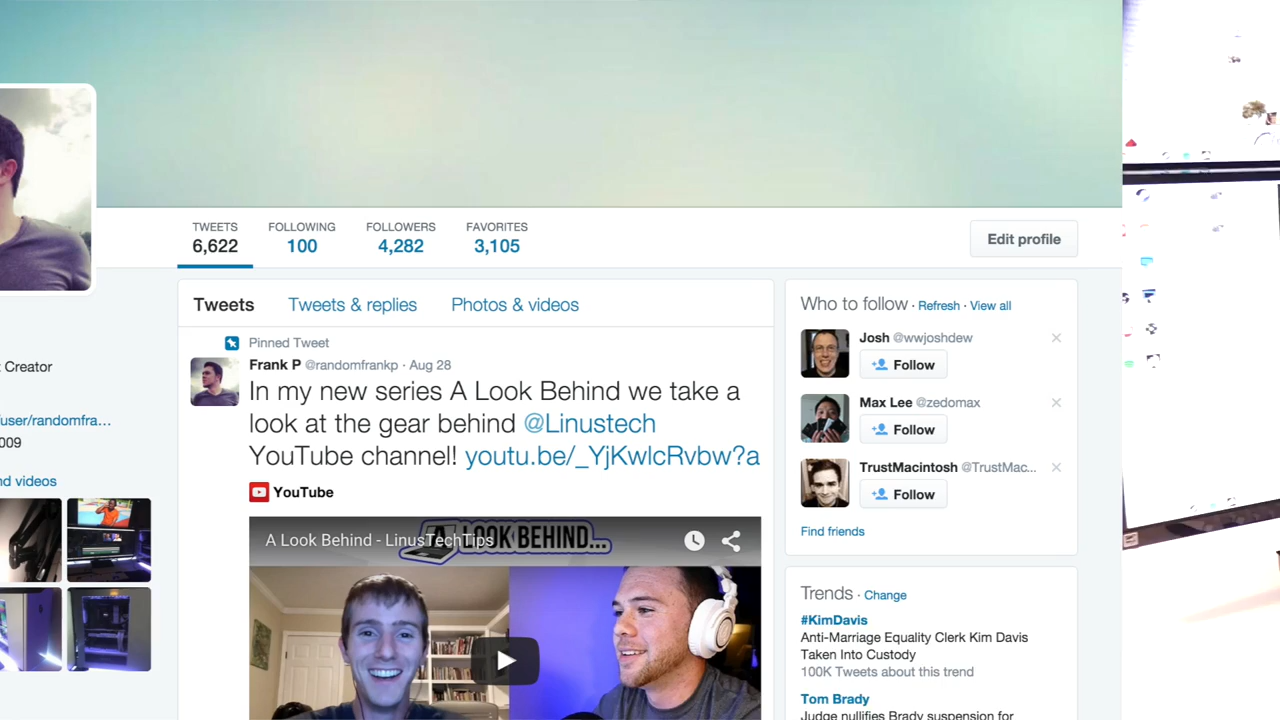 TWEETS
6,622
FOLLOWING
100
FOLLOWERS
4,282
FAVORITES
3,105
Edit profile
Creator
/user/randomfra...
009
nd videos
Tweets
Tweets & replies
Photos & videos
Pinned Tweet
Frank P @randomfrankp · Aug 28
In my new series A Look Behind we take a
look at the gear behind @Linustech
YouTube channel! youtu.be/_YjKwlcRvbw?a
YouTube
A LOOK BEHIND...
A Look Behind - LinusTechTips
Who to follow · Refresh · View all
Josh @wwjoshdew
Follow
Max Lee @zedomax
Follow
TrustMacintosh @TrustMac...
Follow
Find friends
Trends · Change
#KimDavis
Anti-Marriage Equality Clerk Kim Davis
Taken Into Custody
100K Tweets about this trend
Tom Brady
Judge nullifies Brady suspension for